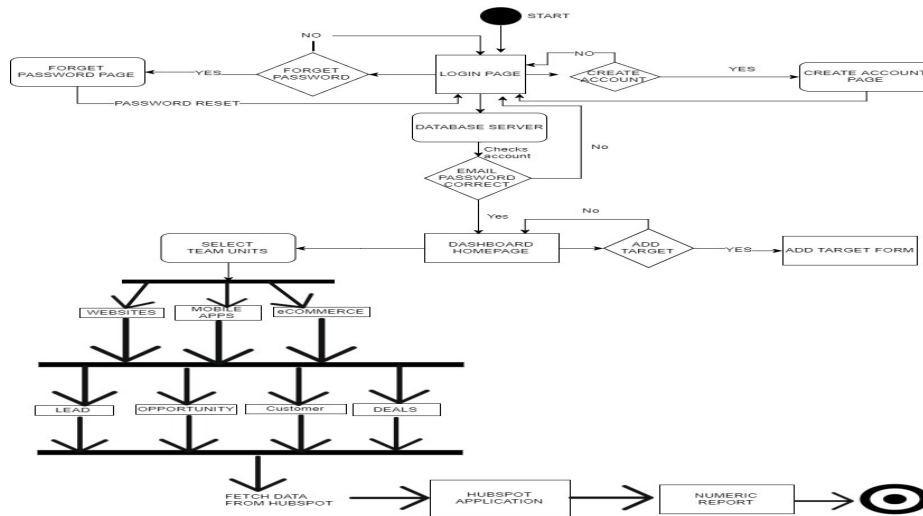 START
NO
NO
FORGET
PASSWORD PAGE
YES
FORGET
PASSWORD
LOGIN PAGE
CREATE
ACCOUNT
YES
CREATE ACCOUNT
PAGE
PASSWORD RESET
DATABASE SERVER
Checks
account
No
EMAIL
PASSWORD
CORRECT
Yes
No
SELECT
TEAM UNITS
DASHBOARD
HOMEPAGE
ADD
TARGET
YES
ADD TARGET FORM
WEBSITES
MOBILE
APPS
eCOMMERCE
LEAD
OPPORTUNITY
Customer
DEALS
FETCH DATA
FROM HUBSPOT
HUBSPOT
APPLICATION
NUMERIC
REPORT